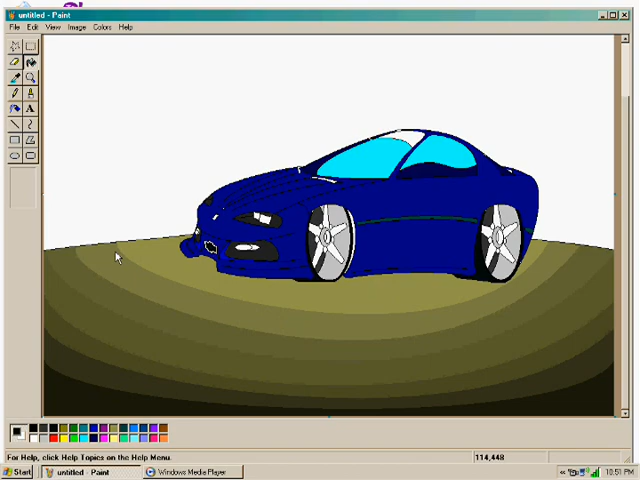 untitled - Paint
File Edit View Image Colors Help
A
For Help, click Help Topics on the Help Menu.
114,448
Start
untitled - Paint
Windows Media Player
10:51 PM